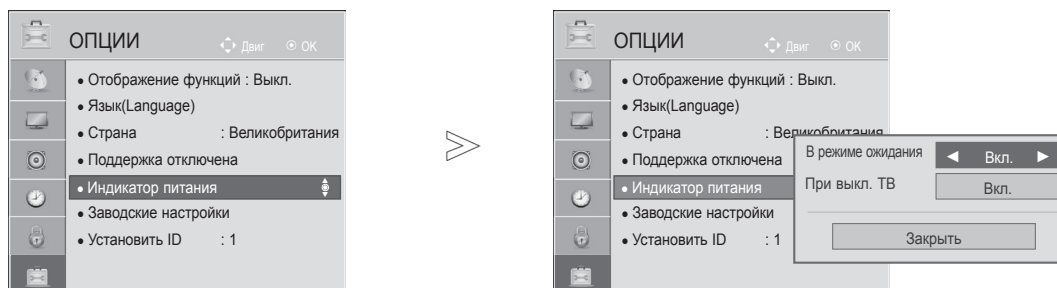 ОПЦИИ
Двиг ОК
• Отображение функций : Выкл.
• Язык(Language)
• Страна : Великобритания
• Поддержка отключена
• Индикатор питания
• Заводские настройки
• Установить ID : 1
ОПЦИИ
Двиг ОК
• Отображение функций : Выкл.
• Язык(Language)
• Страна : Великобритания
• Поддержка отключена
• Индикатор питания
• Заводские настройки
• Установить ID : 1
В режиме ожидания ◀ Вкл. ▶
При выкл. ТВ Вкл.
Закрыть